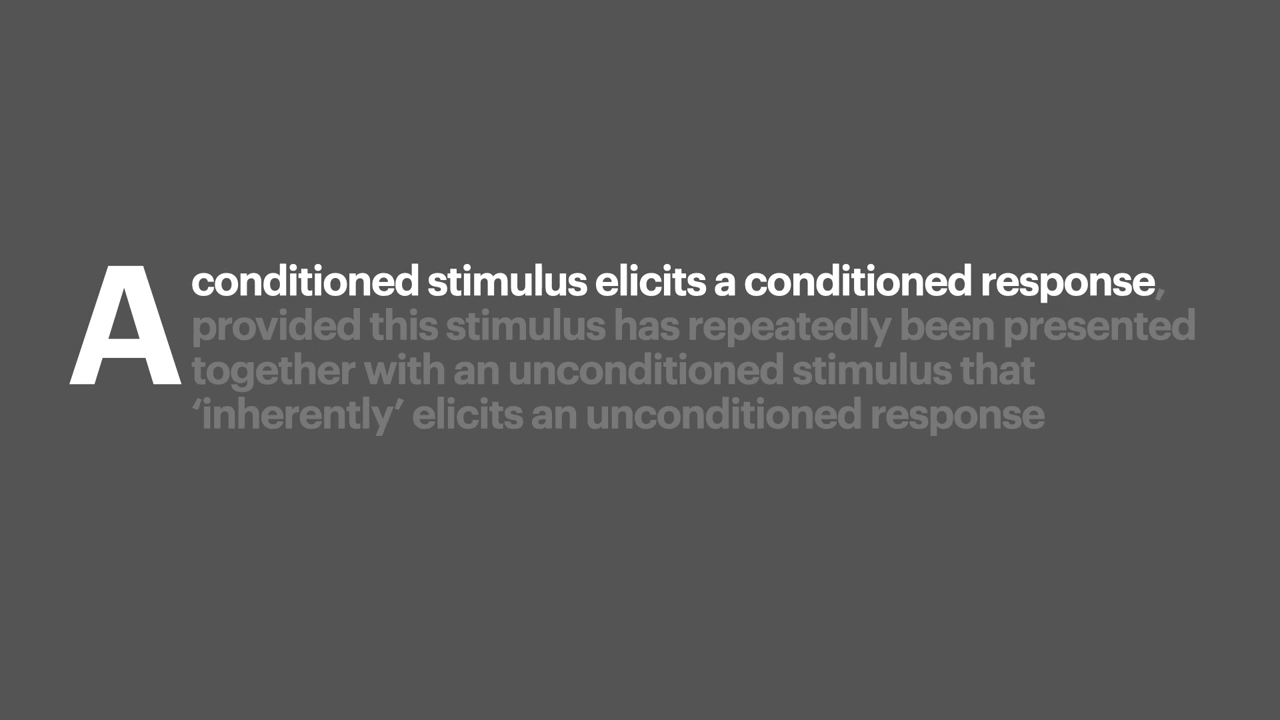 A conditioned stimulus elicits a conditioned response,
provided this stimulus has repeatedly been presented
together with an unconditioned stimulus that
‘inherently’ elicits an unconditioned response